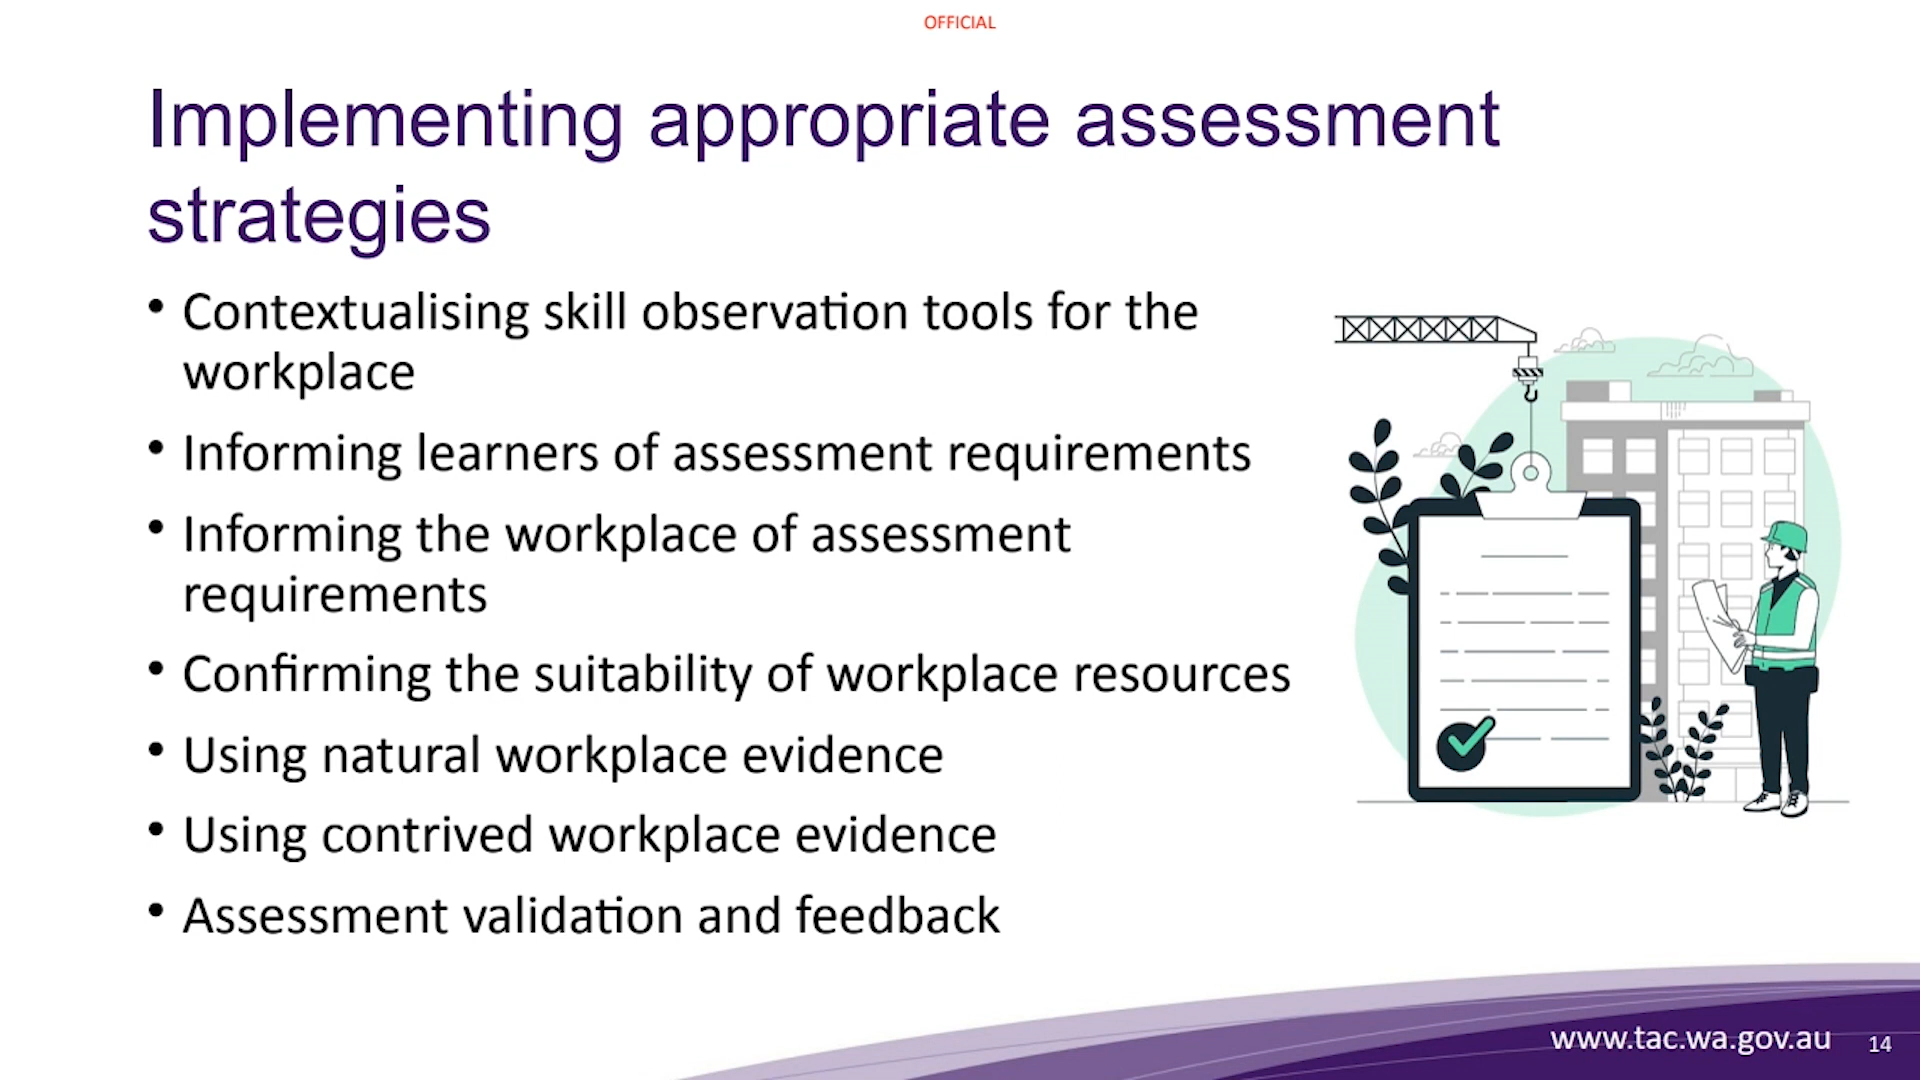 OFFICIAL
Implementing appropriate assessment
strategies
• Contextualising skill observation tools for the
workplace
• Informing learners of assessment requirements
• Informing the workplace of assessment
requirements
• Confirming the suitability of workplace resources
• Using natural workplace evidence
• Using contrived workplace evidence
• Assessment validation and feedback
www.tac.wa.gov.au 14